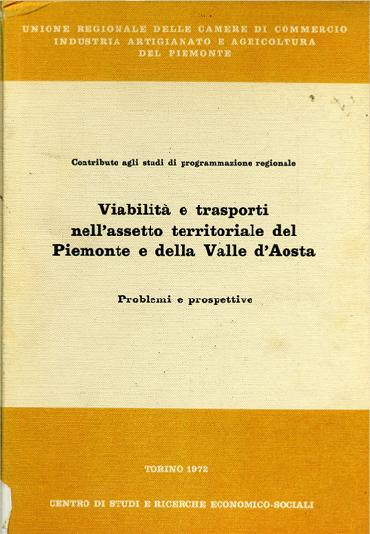 UNIONE REGIONALE DELLE CAMERE DI COMMERCIO
INDUSTRIA ARTIGIANATO E AGRICOLTURA
DEL PIEMONTE
Contributo agli studi di programmazione regionale
Viabilità e trasporti
nell'assetto territoriale del
Piemonte e della Valle d'Aosta
Problemi e prospettive
TORINO 1972
CENTRO DI STUDI E RICERCHE ECONOMICO-SOCIALI